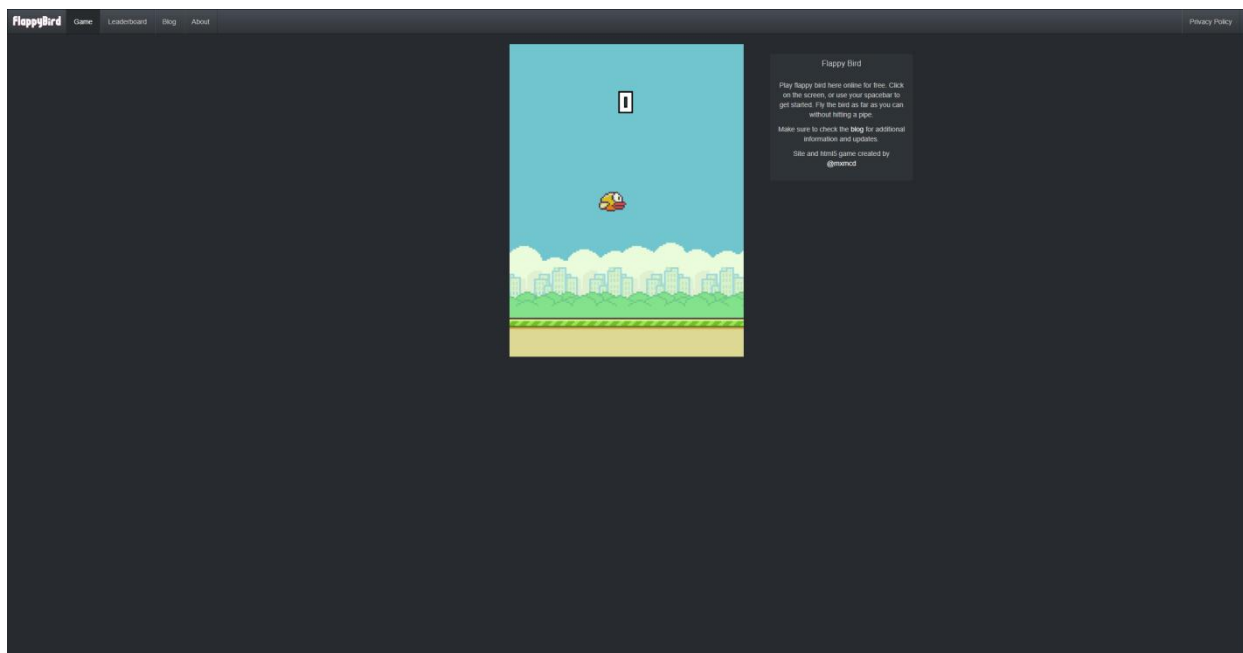 FlappyBird Game Leaderboard Blog About Privacy Policy
0
Flappy Bird
Play flappy bird here online for free. Click
on the screen, or use your spacebar to
get started. Fly the bird as far as you can
without hitting a pipe.
Make sure to check the blog for additional
information and updates.
Site and html5 game created by
@mxmcd